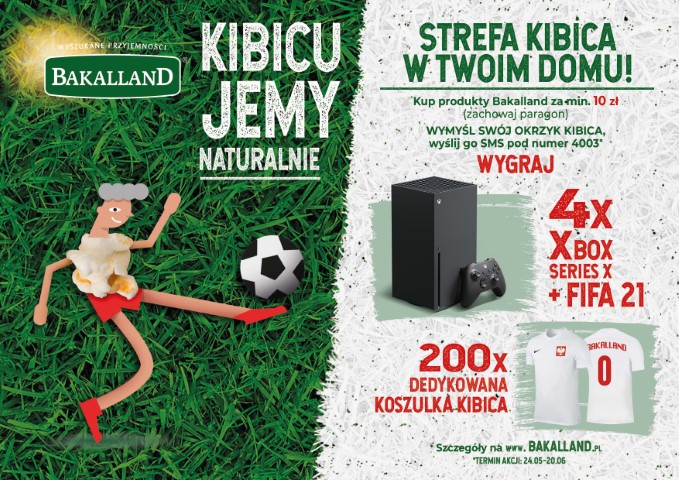 WYSZUKANE PRZYJEMNOŚCI
BAKALLAND®
KIBICU
JEMY
NATURALNIE
STREFA KIBICA
W TWOIM DOMU!
*Kup produkty Bakalland za min. 10 zł
(zachowaj paragon)
WYMYŚL SWÓJ OKRZYK KIBICA,
wyślij go SMS pod numer 4003*
WYGRAJ
4X
XBOX
SERIES X
+ FIFA 21
200x
DEDYKOWANA
KOSZULKA KIBICA
BAKALLAND
0
* Szczegóły na www. BAKALLAND.PL
*TERMIN AKCJI: 24.05-20.06